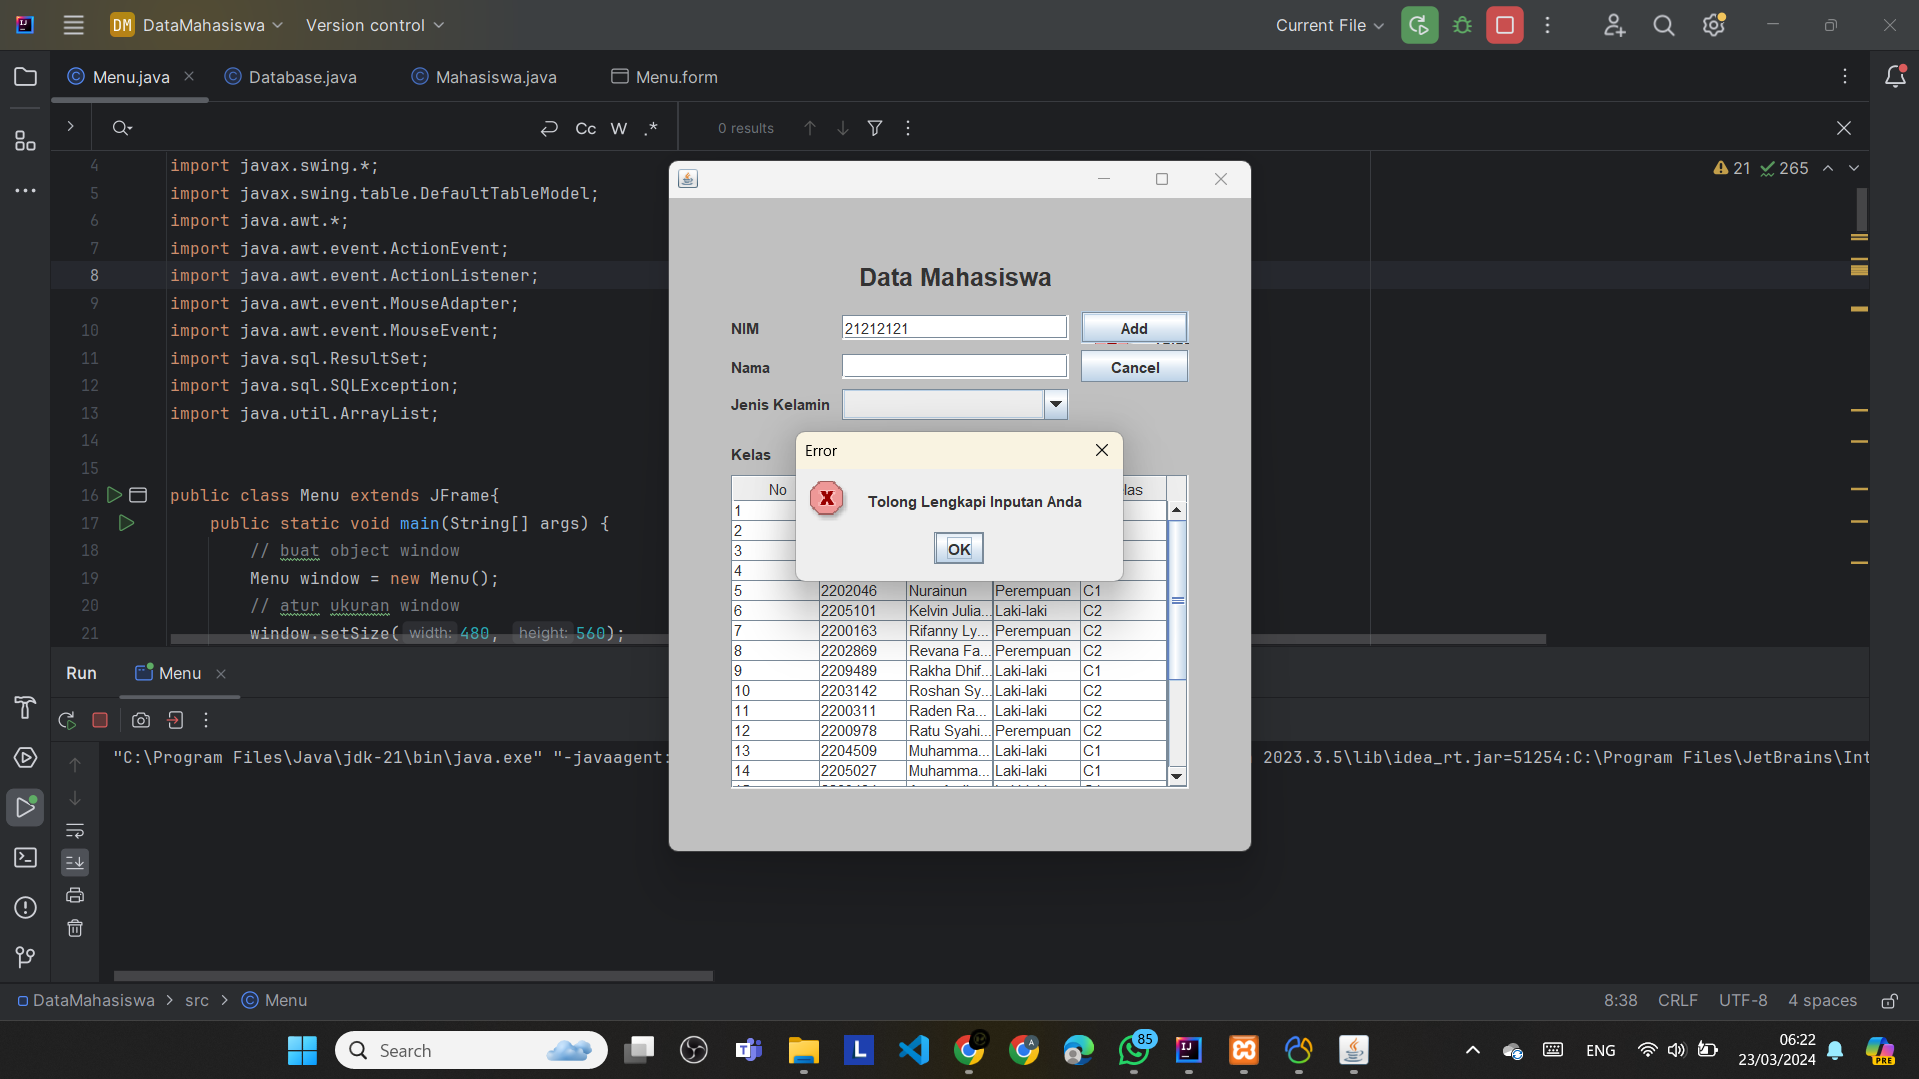 DM DataMahasiswa Version control Current File
Menu.java Database.java Mahasiswa.java Menu.form
Cc W .* 0 results
21 265
4 import javax.swing.*;
5 import javax.swing.table.DefaultTableModel;
6 import java.awt.*;
7 import java.awt.event.ActionEvent;
8 import java.awt.event.ActionListener;
9 import java.awt.event.MouseAdapter;
10 import java.awt.event.MouseEvent;
11 import java.sql.ResultSet;
12 import java.sql.SQLException;
13 import java.util.ArrayList;
14
15
16 public class Menu extends JFrame{
17 public static void main(String[] args) {
18 // buat object window
19 Menu window = new Menu();
20 // atur ukuran window
21 window.setSize( width: 480, height: 560);
Data Mahasiswa
NIM 21212121 Add
Nama Cancel
Jenis Kelamin
Kelas
Error
Tolong Lengkapi Inputan Anda
OK
No las
1
2
3
4
5 2202046 Nurainun Perempuan C1
6 2205101 Kelvin Julia... Laki-laki C2
7 2200163 Rifanny Ly... Perempuan C2
8 2202869 Revana Fa... Perempuan C2
9 2209489 Rakha Dhif... Laki-laki C1
10 2203142 Roshan Sy... Laki-laki C2
11 2200311 Raden Ra... Laki-laki C2
12 2200978 Ratu Syahi... Perempuan C2
13 2204509 Muhamma... Laki-laki C1
14 2205027 Muhamma... Laki-laki C1
Run Menu
"C:\Program Files\Java\jdk-21\bin\java.exe" "-javaagent: 2023.3.5\lib\idea_rt.jar=51254:C:\Program Files\JetBrains\Int
DataMahasiswa > src > Menu 8:38 CRLF UTF-8 4 spaces
Search 85 ENG 06:22
23/03/2024